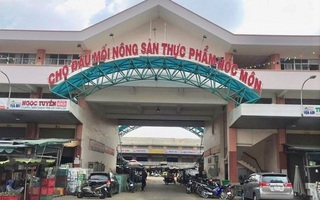 CHỢ ĐẦU MỐI NÔNG SẢN THỰC PHẨM HÓC MÔN
NGỌC TUYỀN